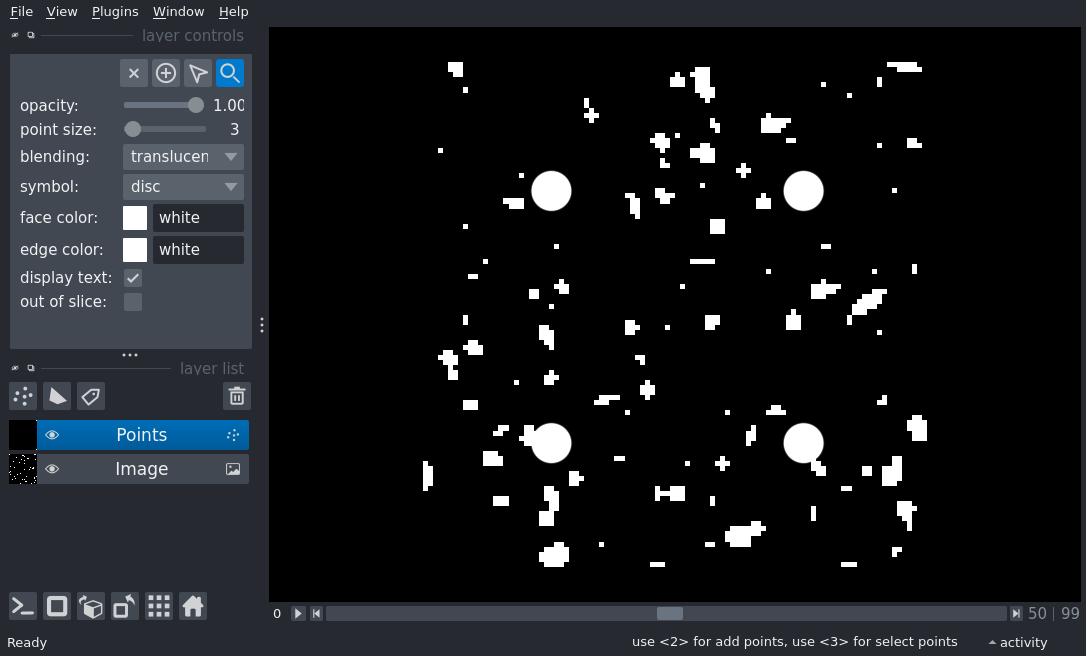 File View Plugins Window Help
layer controls
opacity: 1.00
point size: 3
blending: translucen
symbol: disc
face color: white
edge color: white
display text:
out of slice:
layer list
Points
Image
0 50 | 99
Ready use <2> for add points, use <3> for select points activity